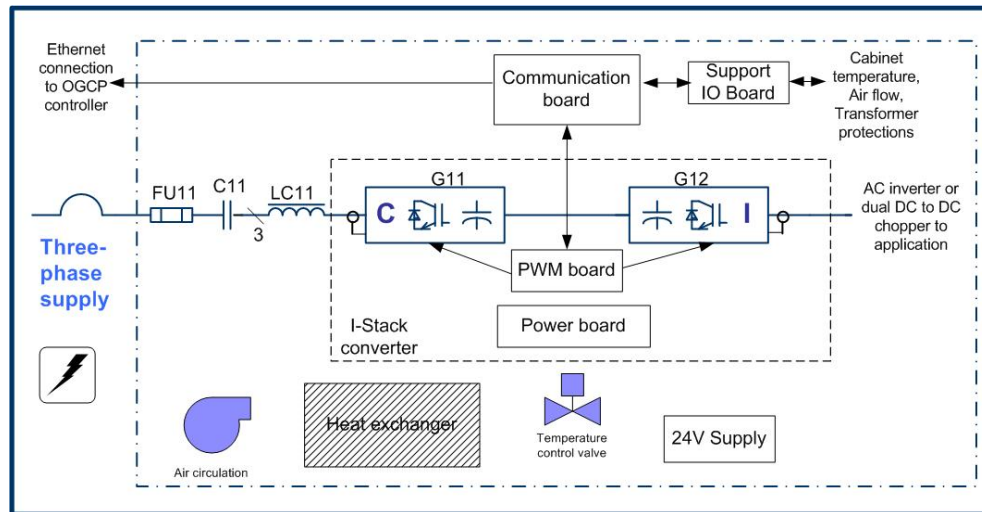 Ethernet
connection
to OGCP
controller
Communication
board
Support
IO Board
Cabinet
temperature,
Air flow,
Transformer
protections
FU11
C11
LC11
3
G11
C
G12
I
AC inverter or
dual DC to DC
chopper to
application
Three-
phase
supply
PWM board
Power board
I-Stack
converter
Heat exchanger
Temperature
control valve
24V Supply
Air circulation